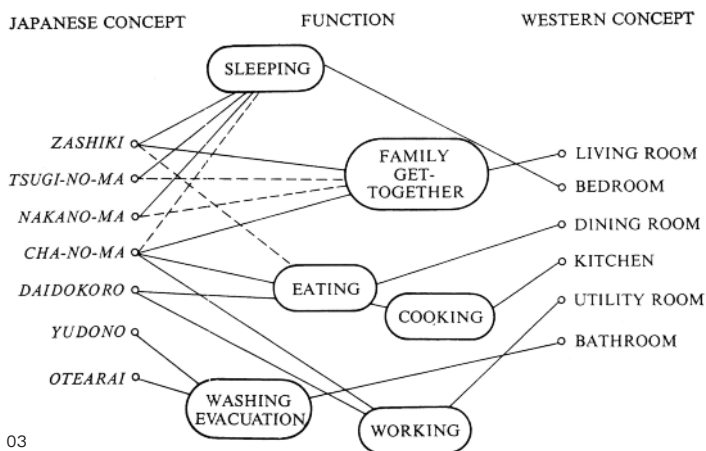 JAPANESE CONCEPT
FUNCTION
WESTERN CONCEPT
SLEEPING
ZASHIKI
TSUGI-NO-MA
NAKANO-MA
CHA-NO-MA
DAIDOKORO
YUDONO
OTEARAI
FAMILY
GET-
TOGETHER
EATING
COOKING
WASHING
EVACUATION
WORKING
LIVING ROOM
BEDROOM
DINING ROOM
KITCHEN
UTILITY ROOM
BATHROOM
03